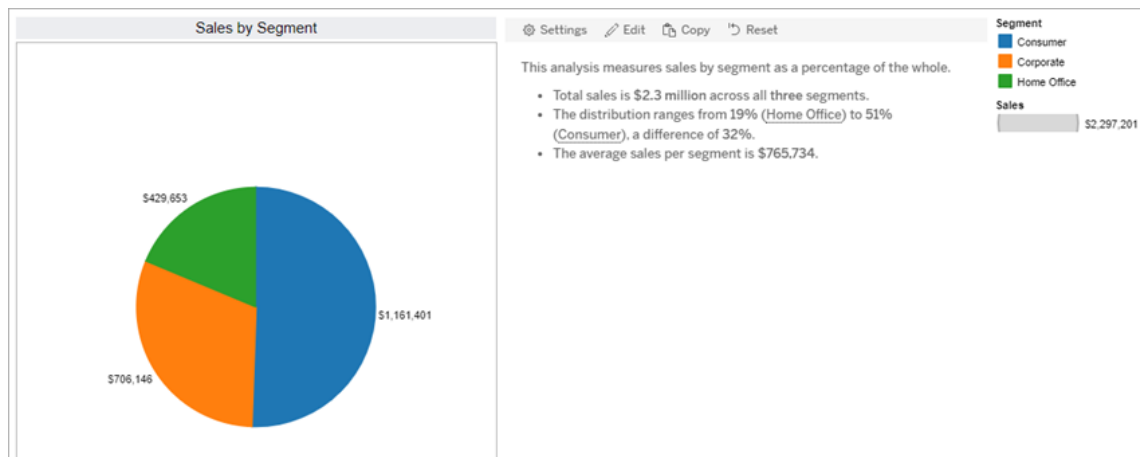 Sales by Segment
$429,653
$1,161,401
$706,146
Settings Edit Copy Reset
This analysis measures sales by segment as a percentage of the whole.
• Total sales is $2.3 million across all three segments.
• The distribution ranges from 19% (Home Office) to 51%
(Consumer), a difference of 32%.
• The average sales per segment is $765,734.
Segment
Consumer
Corporate
Home Office
Sales
$2,297,201